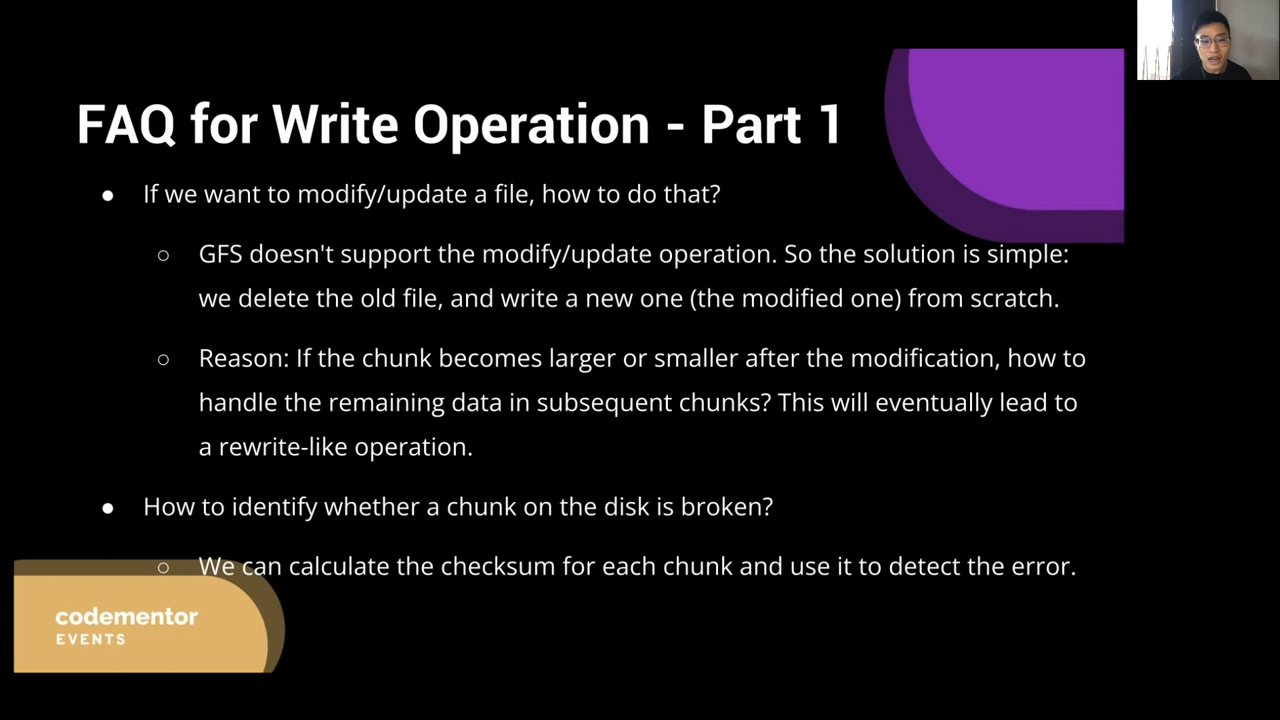 FAQ for Write Operation - Part 1
● If we want to modify/update a file, how to do that?
○ GFS doesn't support the modify/update operation. So the solution is simple:
we delete the old file, and write a new one (the modified one) from scratch.
○ Reason: If the chunk becomes larger or smaller after the modification, how to
handle the remaining data in subsequent chunks? This will eventually lead to
a rewrite-like operation.
● How to identify whether a chunk on the disk is broken?
○ We can calculate the checksum for each chunk and use it to detect the error.
codementor
EVENTS